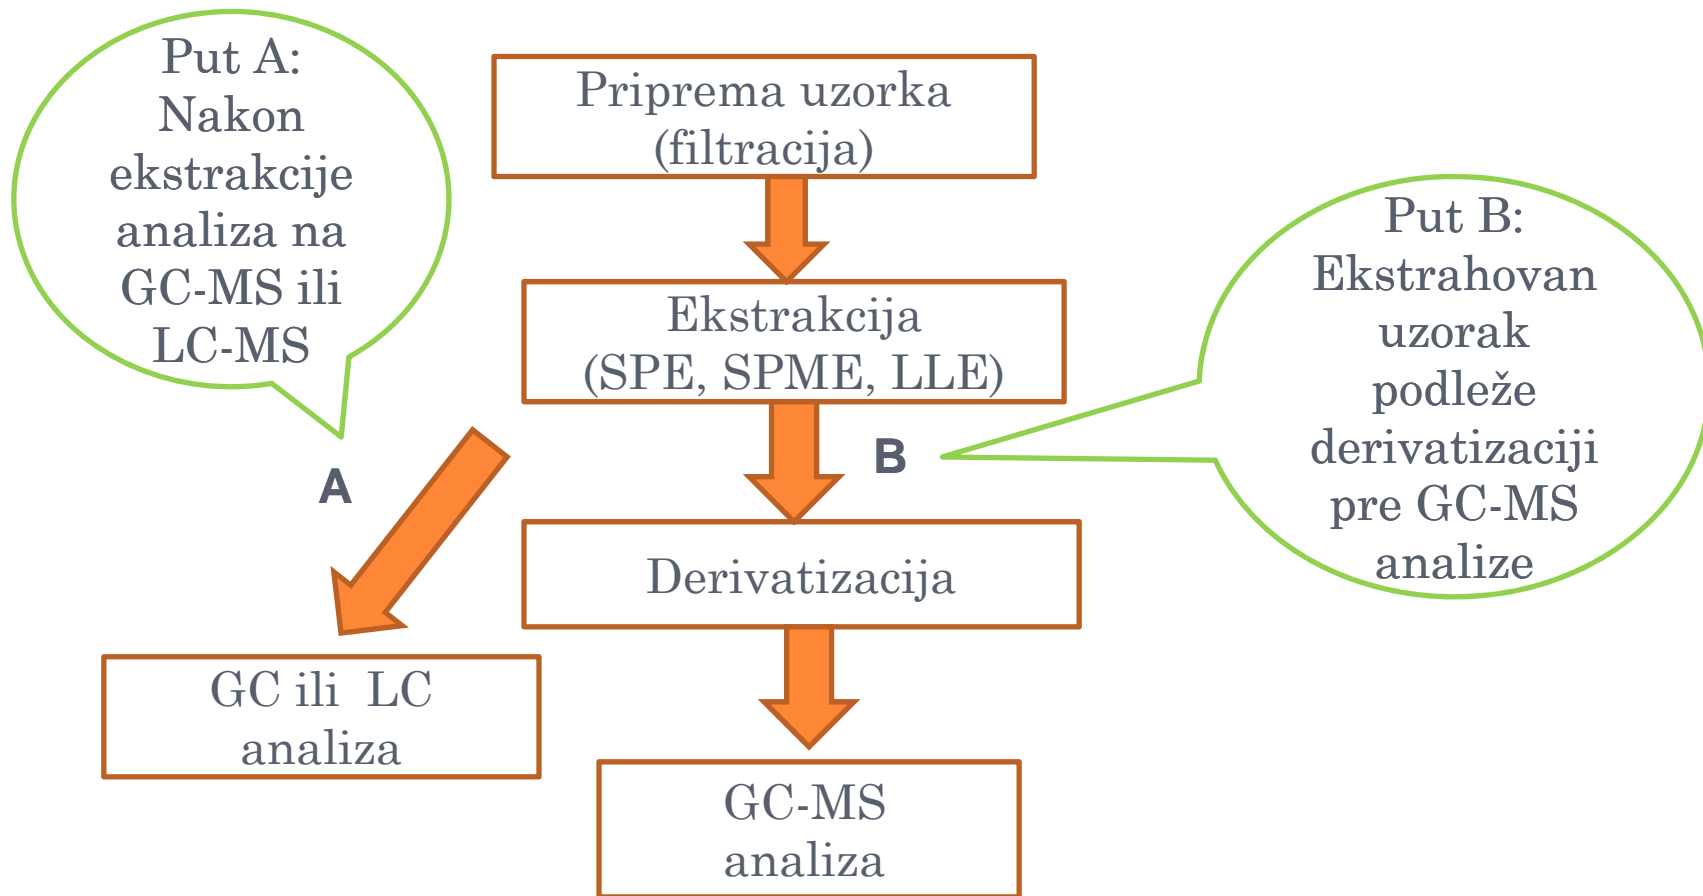 Put A:
Nakon
ekstrakcije
analiza na
GC-MS ili
LC-MS
Priprema uzorka
(filtracija)
Ekstrakcija
(SPE, SPME, LLE)
Put B:
Ekstrahovan
uzorak
podleže
derivatizaciji
pre GC-MS
analize
A
B
Derivatizacija
GC ili LC
analiza
GC-MS
analiza